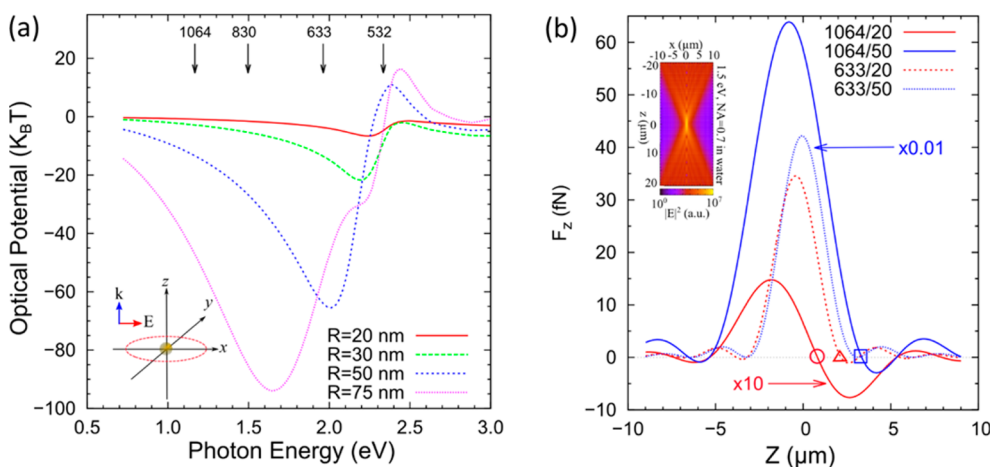 (a)
1064 830 633 532
20
0
−20
−40
−60
−80
−100
Optical Potential (KBT)
0.5 1.0 1.5 2.0 2.5 3.0
Photon Energy (eV)
k
E
z
y
x
R=20 nm
R=30 nm
R=50 nm
R=75 nm
(b)
1064/20
1064/50
633/20
633/50
60
50
40
30
20
10
0
−10
Fz (fN)
−10 −5 0 5 10
Z (μm)
x (μm)
-10 -5 0 5 10
-20
-10
0
10
20
z (μm)
1.5 eV, NA=0.7 in water
10⁰ 10⁷
|E|² (a.u.)
x0.01
x10